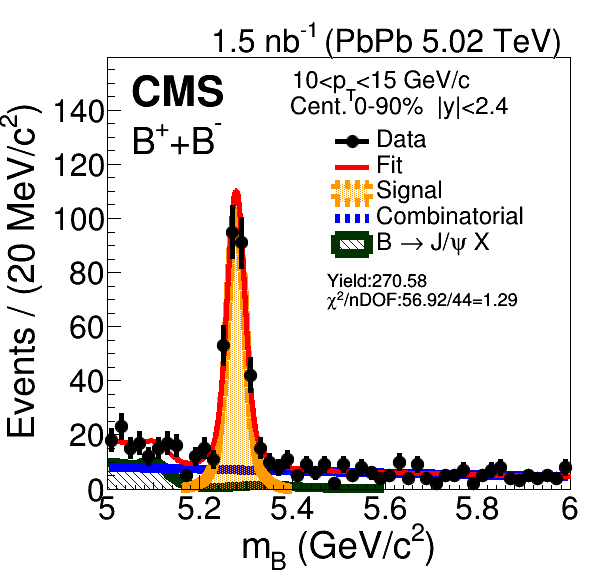 1.5 nb⁻¹ (PbPb 5.02 TeV)
CMS
B⁺+B⁻
10<p_T<15 GeV/c
Cent. 0-90% |y|<2.4
Data
Fit
Signal
Combinatorial
B → J/ψ X
Yield:270.58
χ²/nDOF:56.92/44=1.29
Events / (20 MeV/c²)
140
120
100
80
60
40
20
0
5 5.2 5.4 5.6 5.8 6
m_B (GeV/c²)